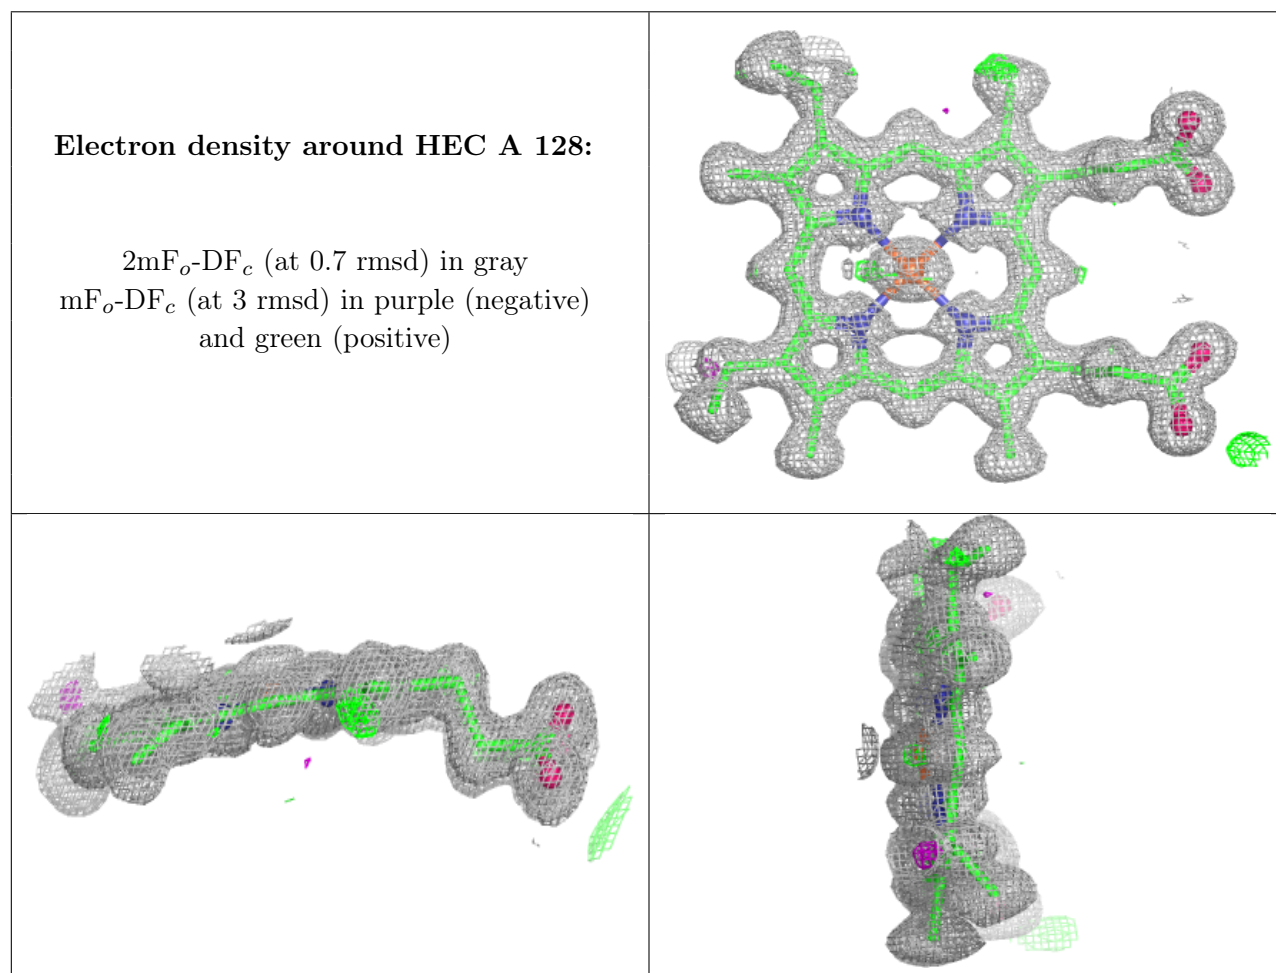 Electron density around HEC A 128:
2mF𝑜-DF𝑐 (at 0.7 rmsd) in gray
mF𝑜-DF𝑐 (at 3 rmsd) in purple (negative)
and green (positive)